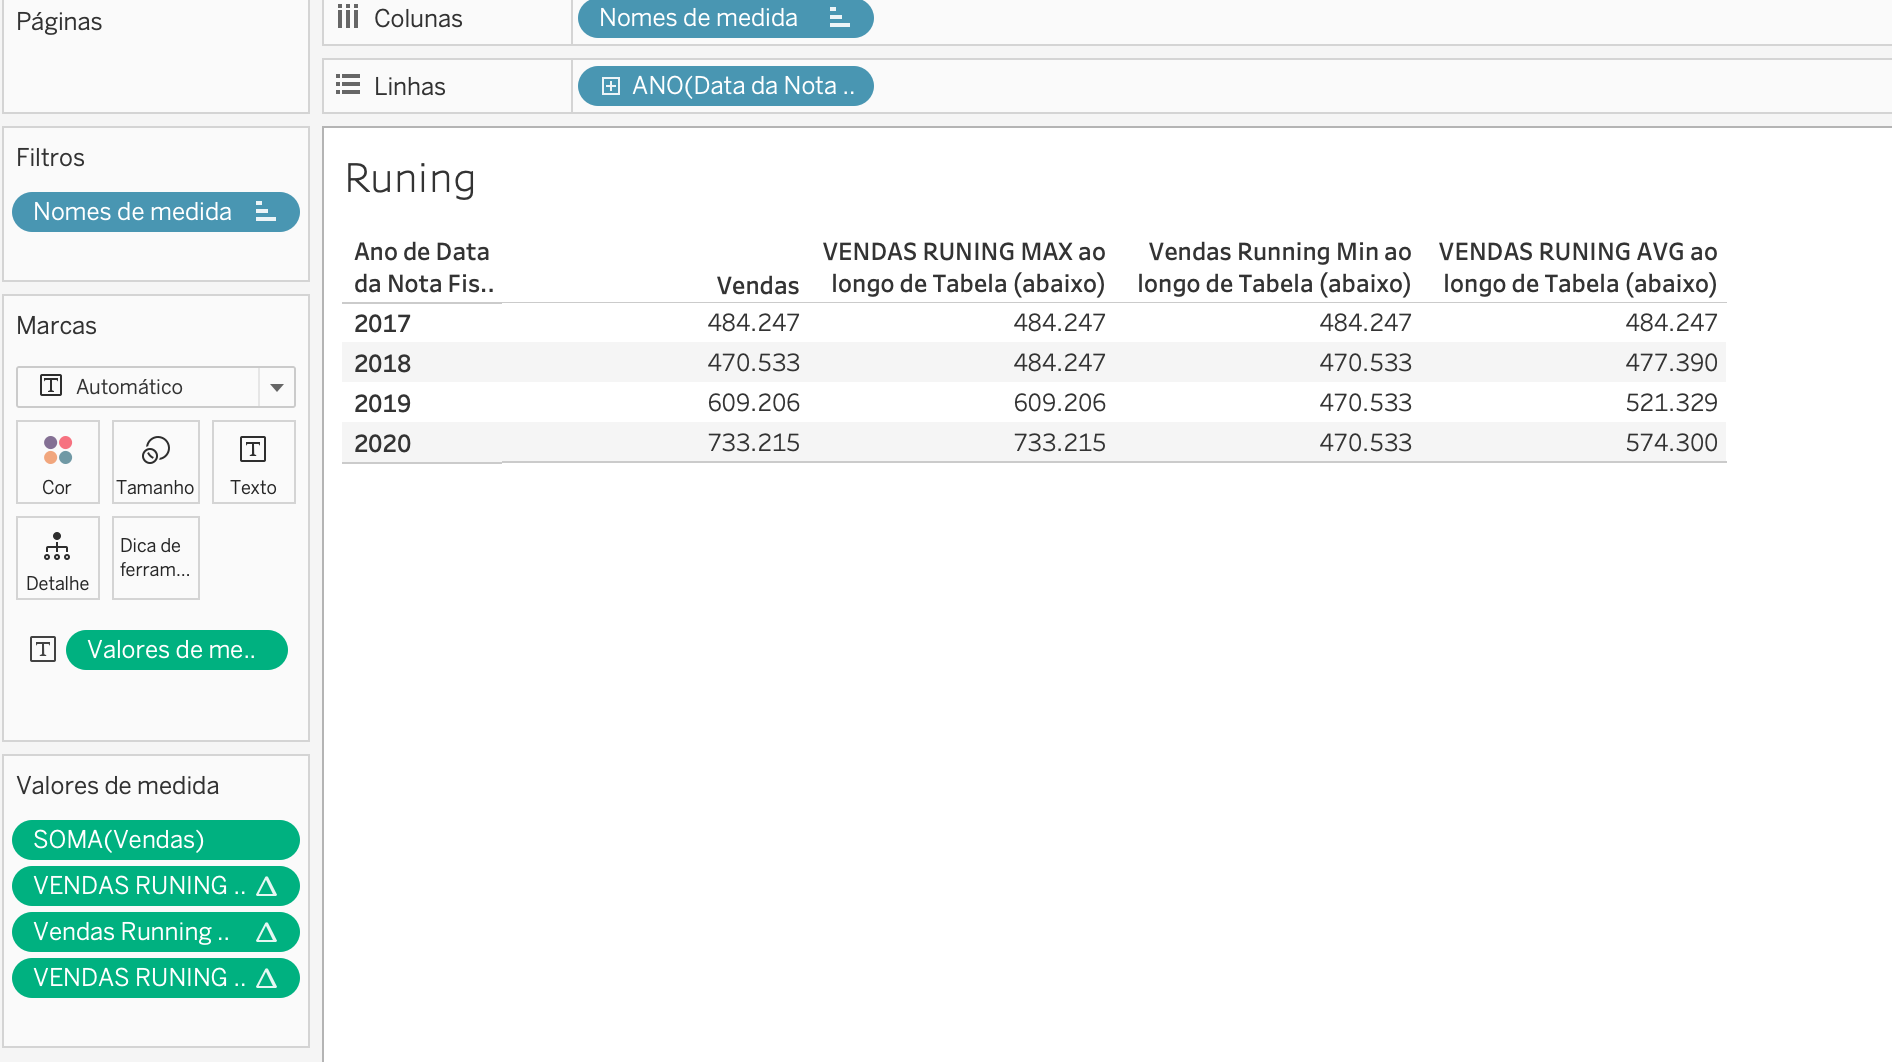 Páginas
Colunas
Nomes de medida
Linhas
ANO(Data da Nota ..
Filtros
Nomes de medida
Marcas
Automático
Cor
Tamanho
Texto
Detalhe
Dica de
ferram...
Valores de me..
Valores de medida
SOMA(Vendas)
VENDAS RUNING ..
Vendas Running ..
VENDAS RUNING ..
Runing
Ano de Data
da Nota Fis..
Vendas
VENDAS RUNING MAX ao
longo de Tabela (abaixo)
Vendas Running Min ao
longo de Tabela (abaixo)
VENDAS RUNING AVG ao
longo de Tabela (abaixo)
2017 484.247 484.247 484.247 484.247
2018 470.533 484.247 470.533 477.390
2019 609.206 609.206 470.533 521.329
2020 733.215 733.215 470.533 574.300